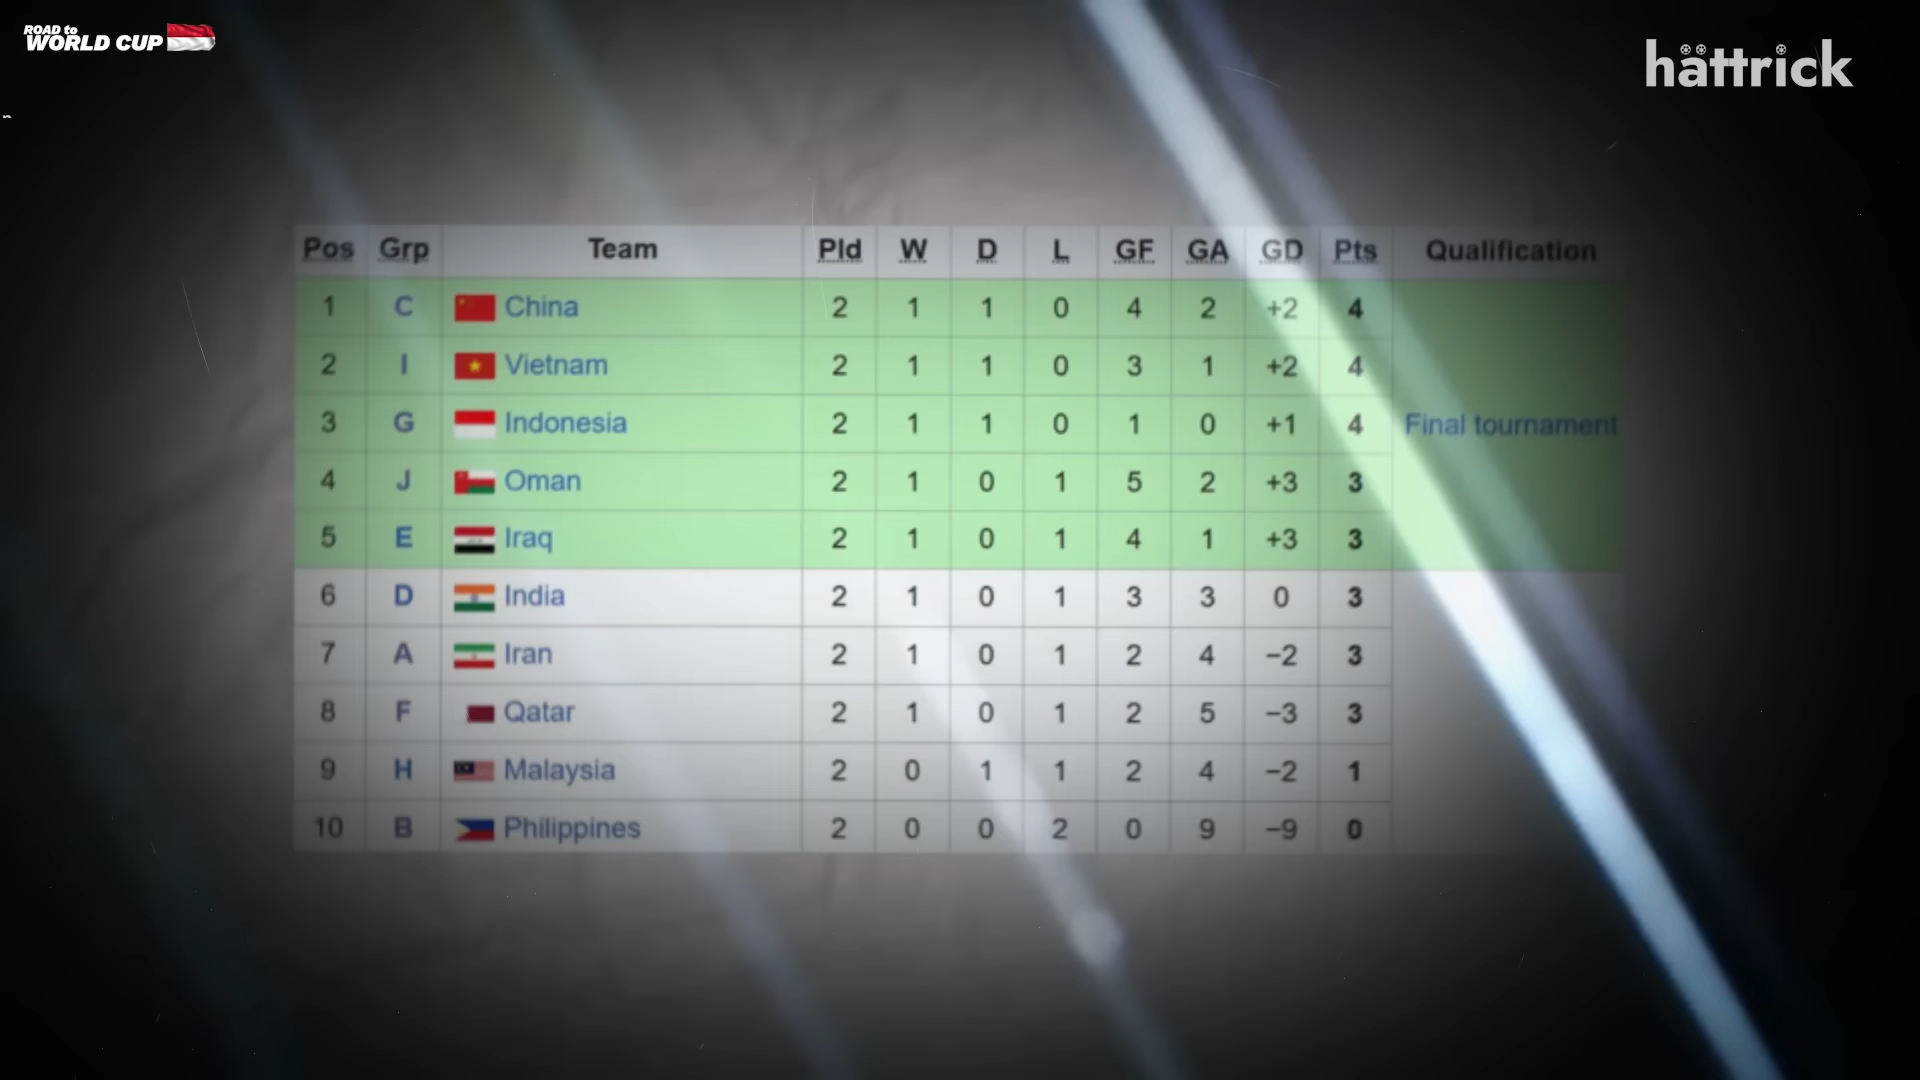 ROAD to
WORLD CUP
hattrick
Pos Grp Team Pld W D L GF GA GD Pts Qualification
1 C China 2 1 1 0 4 2 +2 4
2 I Vietnam 2 1 1 0 3 1 +2 4
3 G Indonesia 2 1 1 0 1 0 +1 4 Final tournament
4 J Oman 2 1 0 1 5 2 +3 3
5 E Iraq 2 1 0 1 4 1 +3 3
6 D India 2 1 0 1 3 3 0 3
7 A Iran 2 1 0 1 2 4 −2 3
8 F Qatar 2 1 0 1 2 5 −3 3
9 H Malaysia 2 0 1 1 2 4 −2 1
10 B Philippines 2 0 0 2 0 9 −9 0